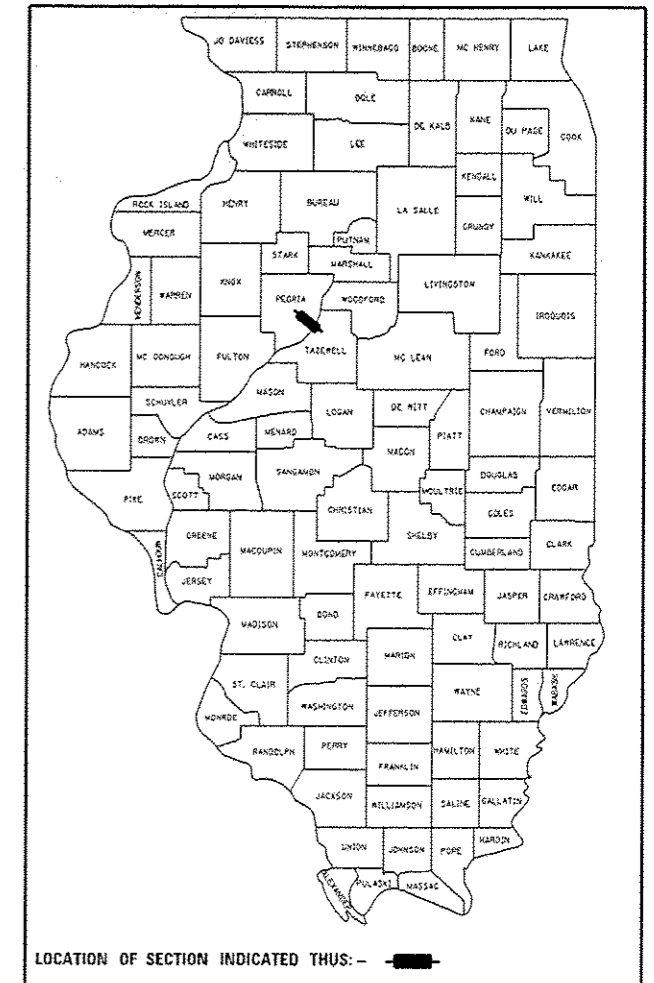 JO DAVIESS STEPHENSON WINNEBAGO BOONE MC HENRY LAKE
CARROLL OGLE
DE KALB KANE DU PAGE COOK
WHITESIDE LEE
KENDALL WILL
ROCK ISLAND HENRY BUREAU LA SALLE GRUNDY
MERCER PUTNAM
STARK MARSHALL KANKAKEE
HENDERSON WARREN KNOX PEORIA WOODFORD LIVINGSTON IROQUOIS
HANCOCK MC DONOUGH FULTON TAZEWELL MC LEAN FORD
SCHUYLER MASON LOGAN DE WITT CHAMPAIGN VERMILION
ADAMS BROWN CASS MENARD MACON PIATT
PIKE SCOTT MORGAN SANGAMON MOULTRIE DOUGLAS EDGAR
CHRISTIAN COLES
GREENE SHELBY CLARK
CALHOUN MACOUPIN MONTGOMERY CUMBERLAND
JERSEY FAYETTE EFFINGHAM JASPER CRAWFORD
MADISON BOND
CLAY RICHLAND LAWRENCE
CLINTON MARION
ST. CLAIR WAYNE EDWARDS WABASH
WASHINGTON JEFFERSON
MONROE
RANDOLPH PERRY HAMILTON WHITE
FRANKLIN
JACKSON WILLIAMSON SALINE GALLATIN
UNION JOHNSON POPE HARDIN
ALEXANDER PULASKI MASSAC
LOCATION OF SECTION INDICATED THUS: –